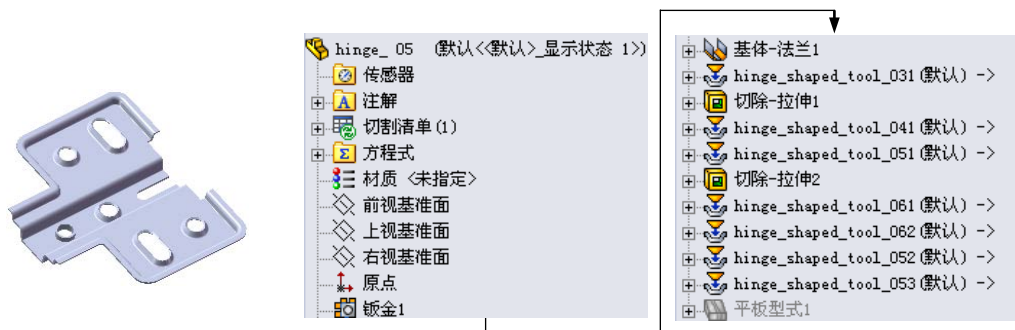 hinge_ 05 (默认<<默认>_显示状态 1>)
传感器
注解
切割清单(1)
方程式
材质 <未指定>
前视基准面
上视基准面
右视基准面
原点
钣金1
基体-法兰1
hinge_shaped_tool_031(默认) ->
切除-拉伸1
hinge_shaped_tool_041(默认) ->
hinge_shaped_tool_051(默认) ->
切除-拉伸2
hinge_shaped_tool_061(默认) ->
hinge_shaped_tool_062(默认) ->
hinge_shaped_tool_052(默认) ->
hinge_shaped_tool_053(默认) ->
平板型式1